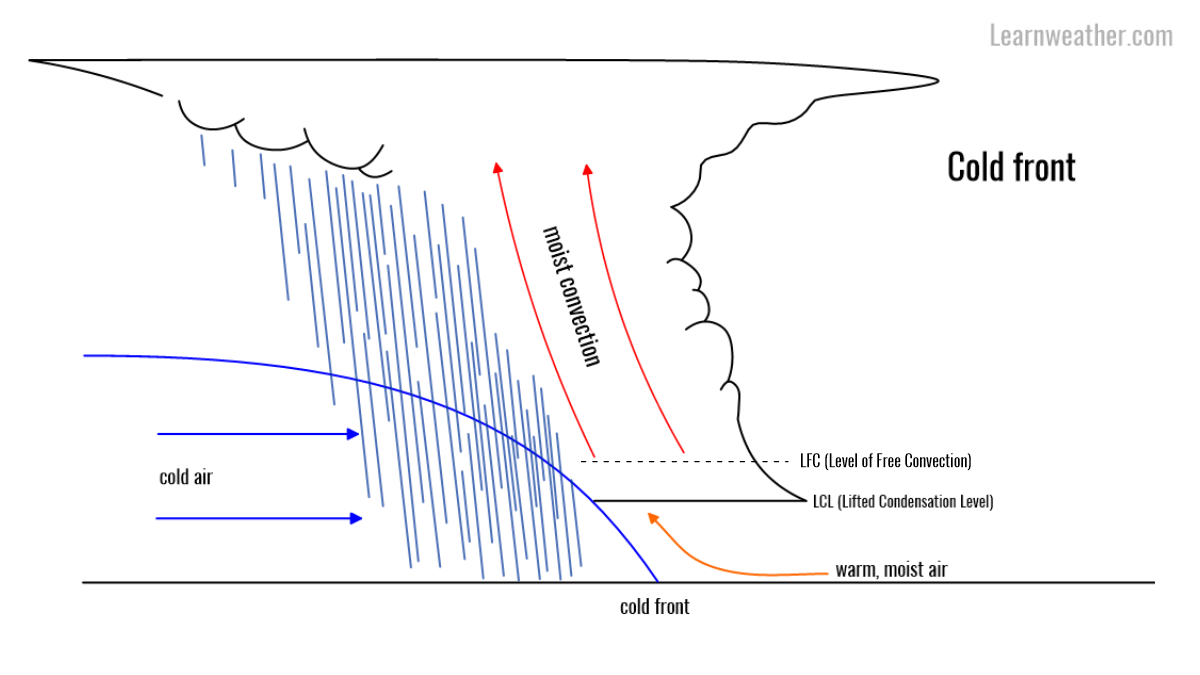 Learnweather.com
Cold front
moist convection
LFC (Level of Free Convection)
cold air
LCL (Lifted Condensation Level)
warm, moist air
cold front